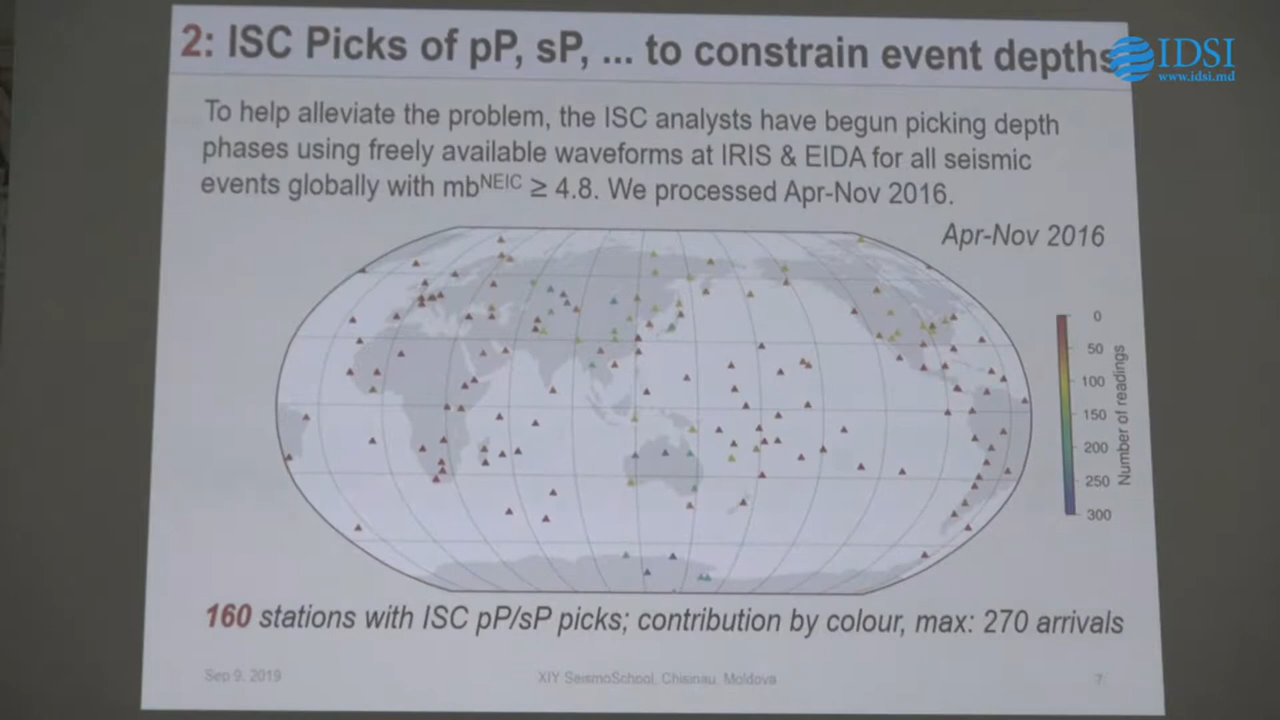 2: ISC Picks of pP, sP, ... to constrain event depths
IDSI
www.idsi.md
To help alleviate the problem, the ISC analysts have begun picking depth
phases using freely available waveforms at IRIS & EIDA for all seismic
events globally with mbNEIC ≥ 4.8. We processed Apr-Nov 2016.
Apr-Nov 2016
0
50
100
150
200
250
300
Number of readings
160 stations with ISC pP/sP picks; contribution by colour, max: 270 arrivals
Sep 9, 2019
XIY SeismoSchool, Chisinau, Moldova
7